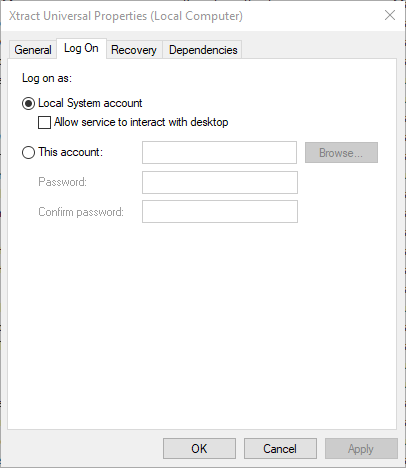 Xtract Universal Properties (Local Computer)
General Log On Recovery Dependencies
Log on as:
Local System account
Allow service to interact with desktop
This account:
Browse...
Password:
Confirm password:
OK Cancel Apply